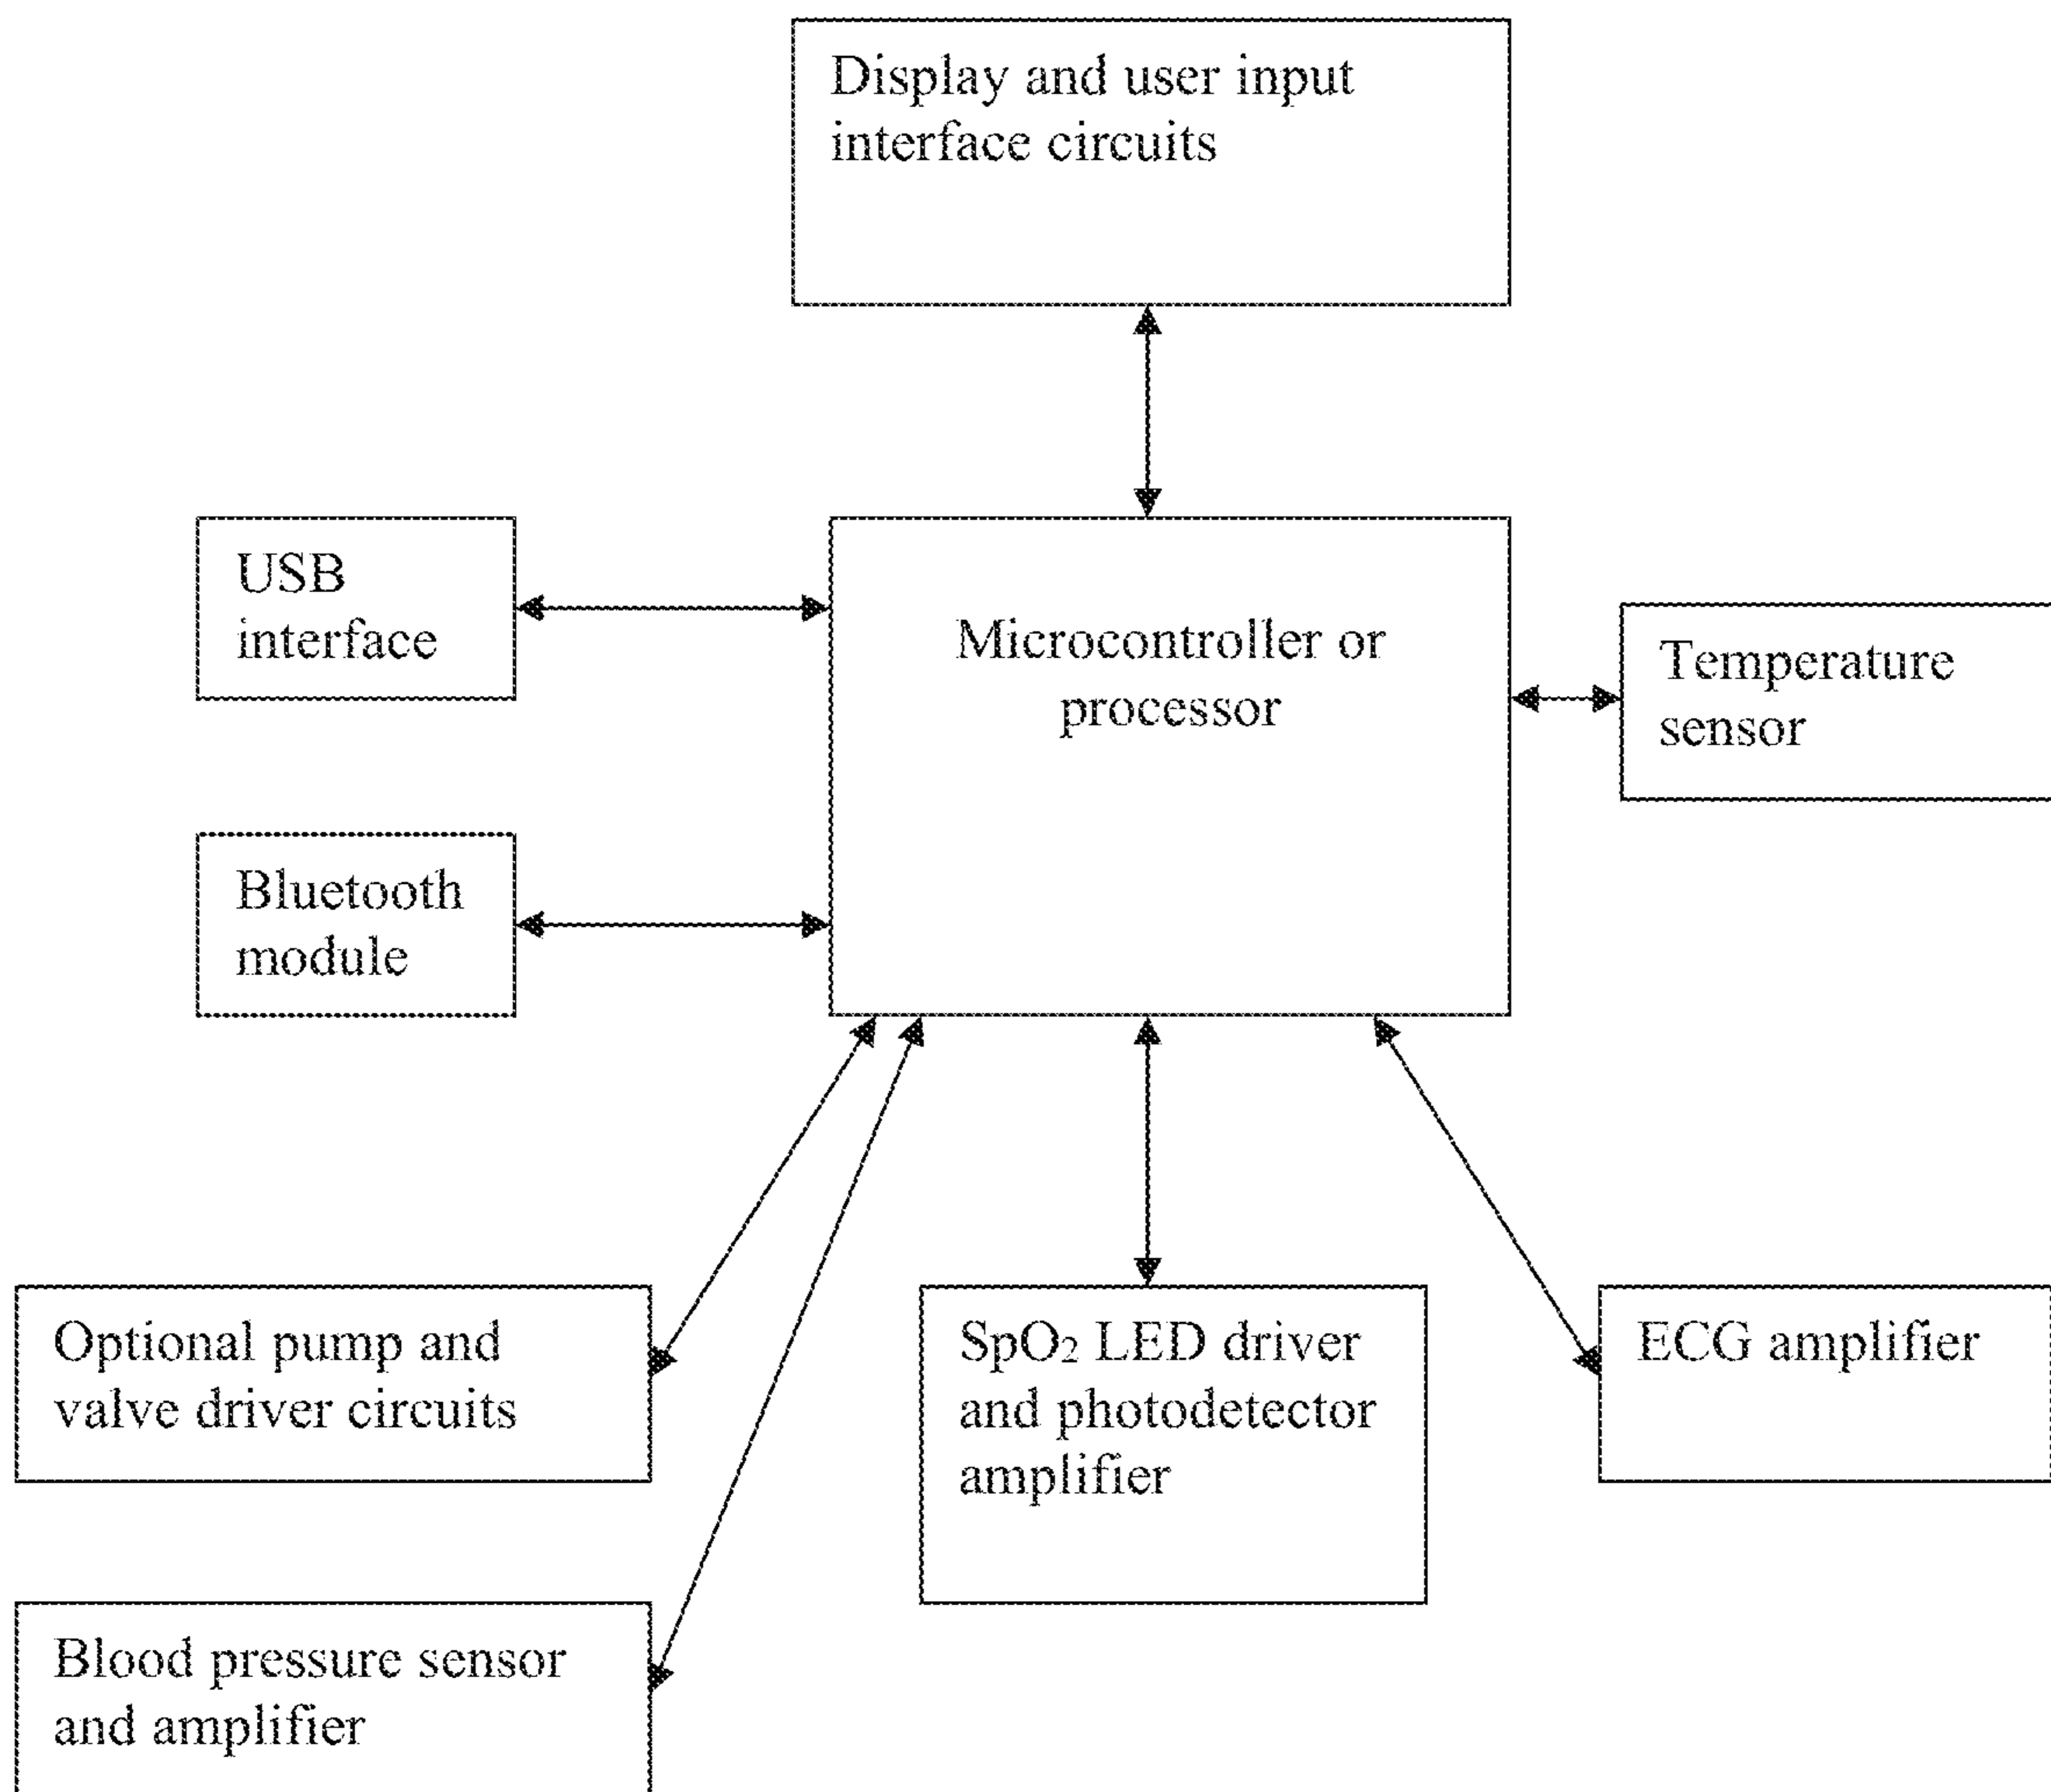 Display and user input
interface circuits
USB
interface
Microcontroller or
processor
Temperature
sensor
Bluetooth
module
Optional pump and
valve driver circuits
SpO₂ LED driver
and photodetector
amplifier
ECG amplifier
Blood pressure sensor
and amplifier